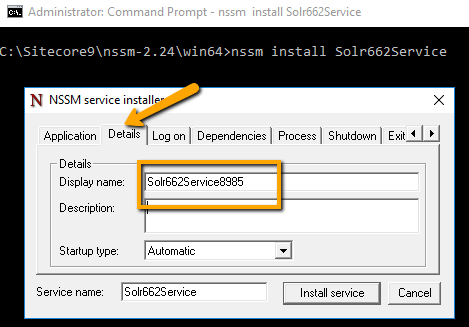 Administrator: Command Prompt - nssm install Solr662Service
C:\Sitecore9\nssm-2.24\win64>nssm install Solr662Service
NSSM service installer
Application Details Log on Dependencies Process Shutdown Exit
Details
Display name: Solr662Service8985
Description:
Startup type: Automatic
Service name: Solr662Service Install service Cancel